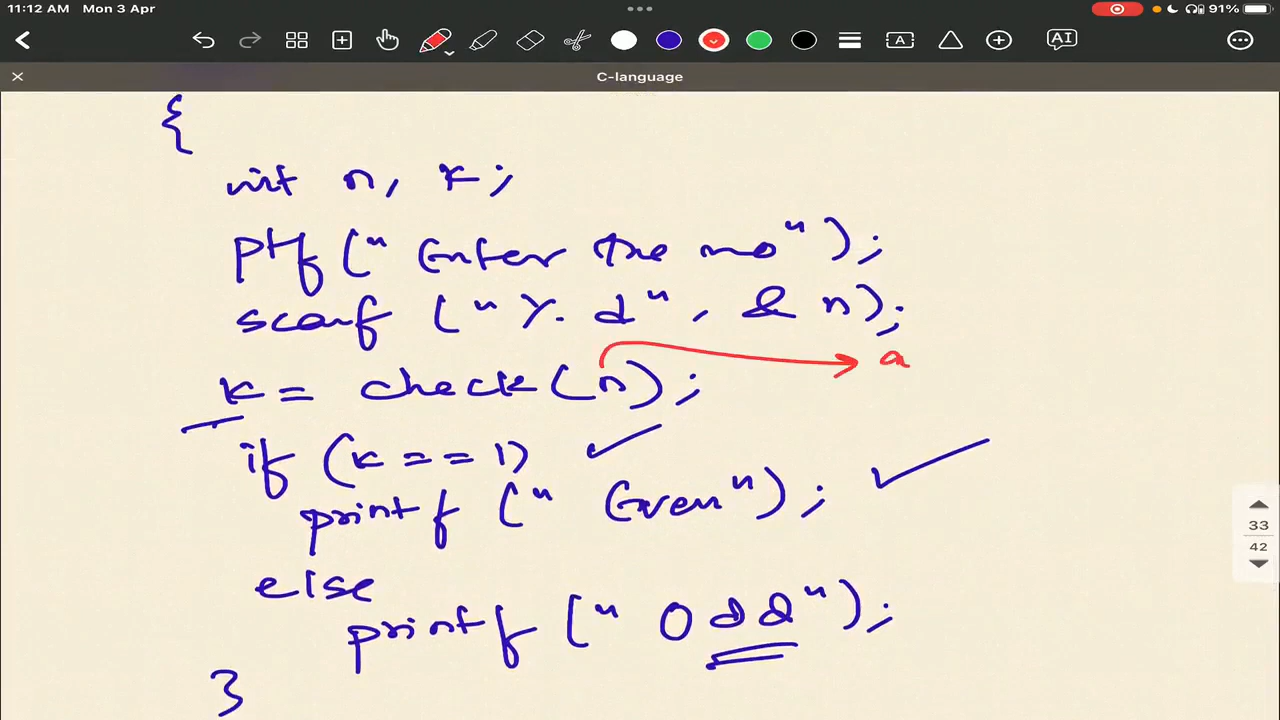 11:12 AM Mon 3 Apr
91%
A
AI
C-language
{
int n, k;
ptf (" Enter the no");
scanf (" %d", & n);
a
k = check(n);
if (k == 1)
printf (" Even");
else
printf (" Odd");
}
33
42